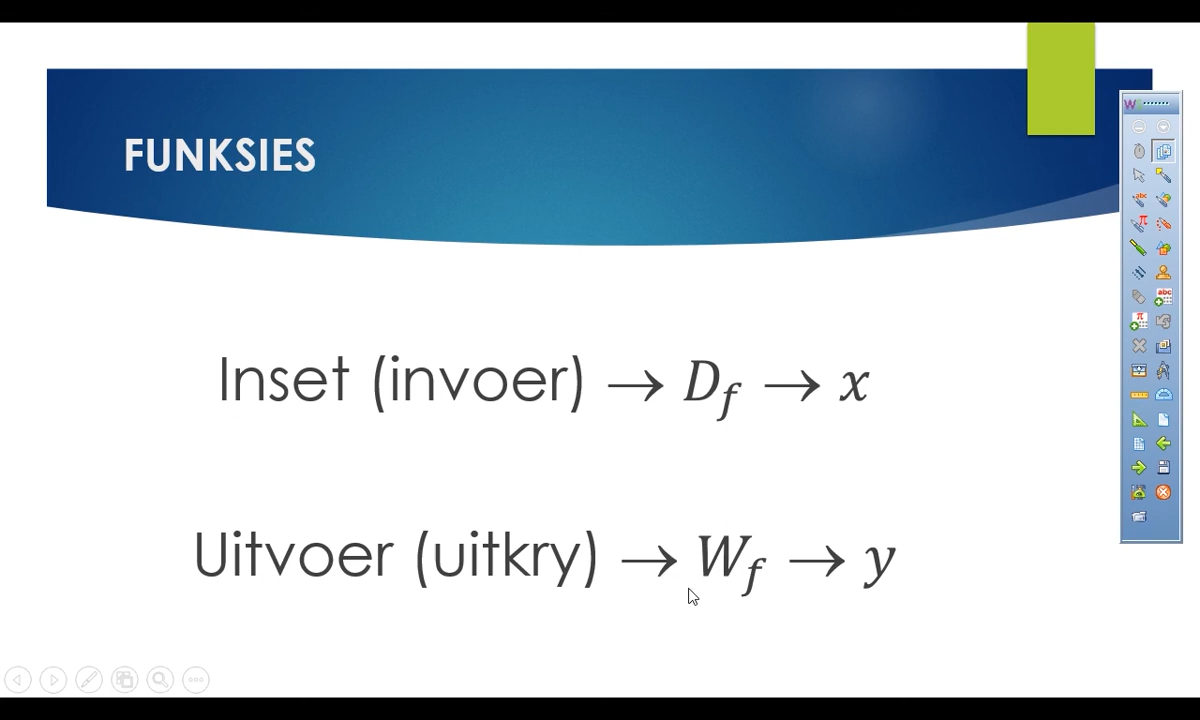 FUNKSIES
Inset (invoer) → D_f → x
Uitvoer (uitkry) → W_f → y